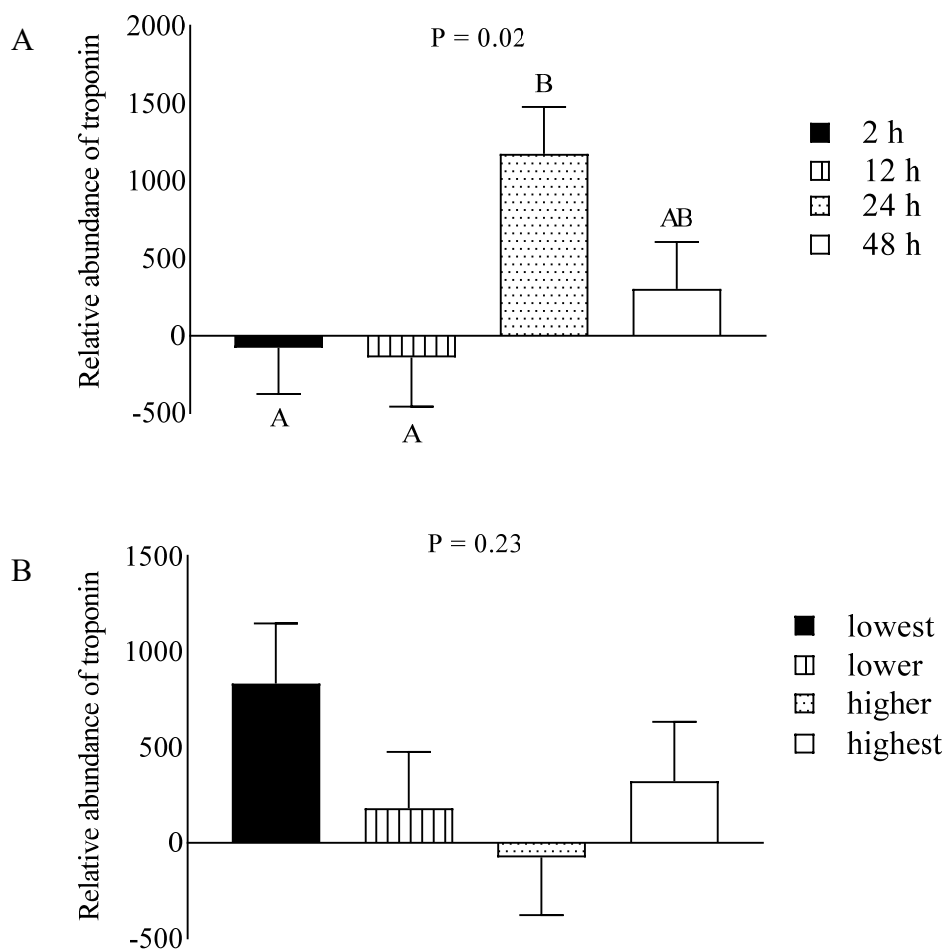 A
Relative abundance of troponin
2000
1500
1000
500
0
-500
P = 0.02
A
A
B
AB
2 h
12 h
24 h
48 h
B
Relative abundance of troponin
1500
1000
500
0
-500
P = 0.23
lowest
lower
higher
highest